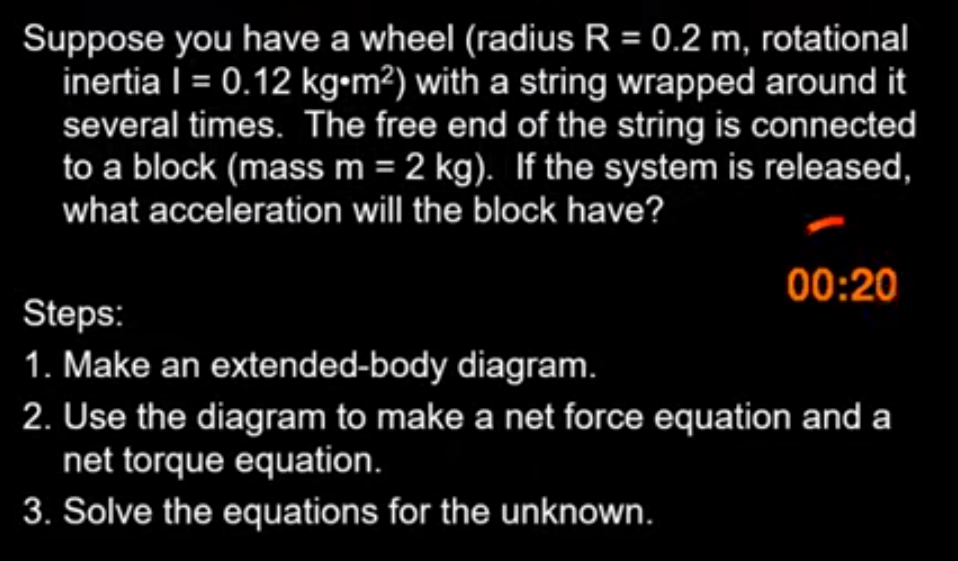 Suppose you have a wheel (radius R = 0.2 m, rotational
inertia I = 0.12 kg•m²) with a string wrapped around it
several times.  The free end of the string is connected
to a block (mass m = 2 kg).  If the system is released,
what acceleration will the block have?
00:20
Steps:
1. Make an extended-body diagram.
2. Use the diagram to make a net force equation and a
net torque equation.
3. Solve the equations for the unknown.